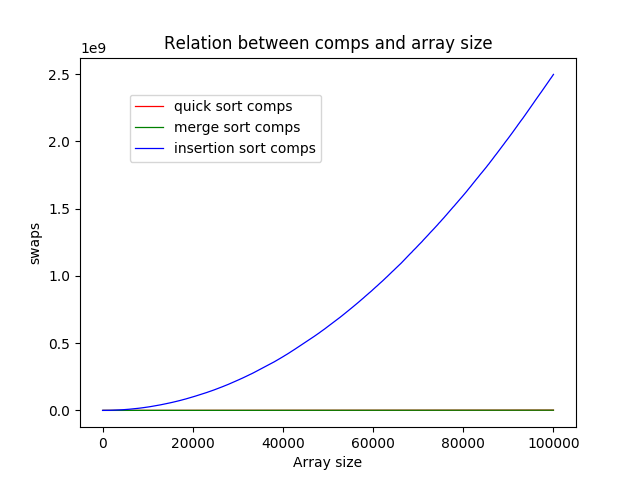 Relation between comps and array size
1e9
2.5
2.0
1.5
1.0
0.5
0.0
swaps
quick sort comps
merge sort comps
insertion sort comps
0 20000 40000 60000 80000 100000
Array size